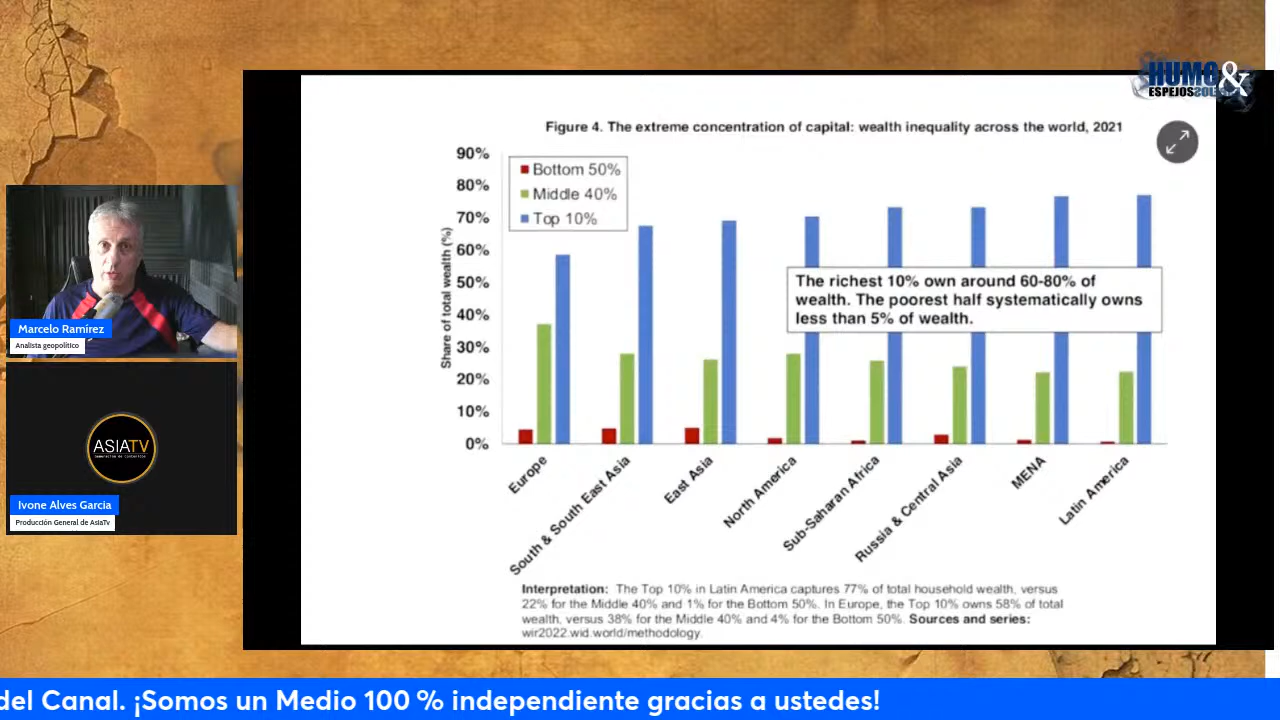 HUMO&
ESPEJOS
Figure 4. The extreme concentration of capital: wealth inequality across the world, 2021
90%
80%
70%
60%
50%
40%
30%
20%
10%
0%
Share of total wealth (%)
Bottom 50%
Middle 40%
Top 10%
The richest 10% own around 60-80% of
wealth. The poorest half systematically owns
less than 5% of wealth.
Europe
South & South East Asia
East Asia
North America
Sub-Saharan Africa
Russia & Central Asia
MENA
Latin America
Interpretation: The Top 10% in Latin America captures 77% of total household wealth, versus
22% for the Middle 40% and 1% for the Bottom 50%. In Europe, the Top 10% owns 58% of total
wealth, versus 38% for the Middle 40% and 4% for the Bottom 50%. Sources and series:
wir2022.wid.world/methodology.
Marcelo Ramírez
Analista geopolítico
ASIATV
Ivone Alves Garcia
Producción General de AsiaTv
del Canal. ¡Somos un Medio 100 % independiente gracias a ustedes!